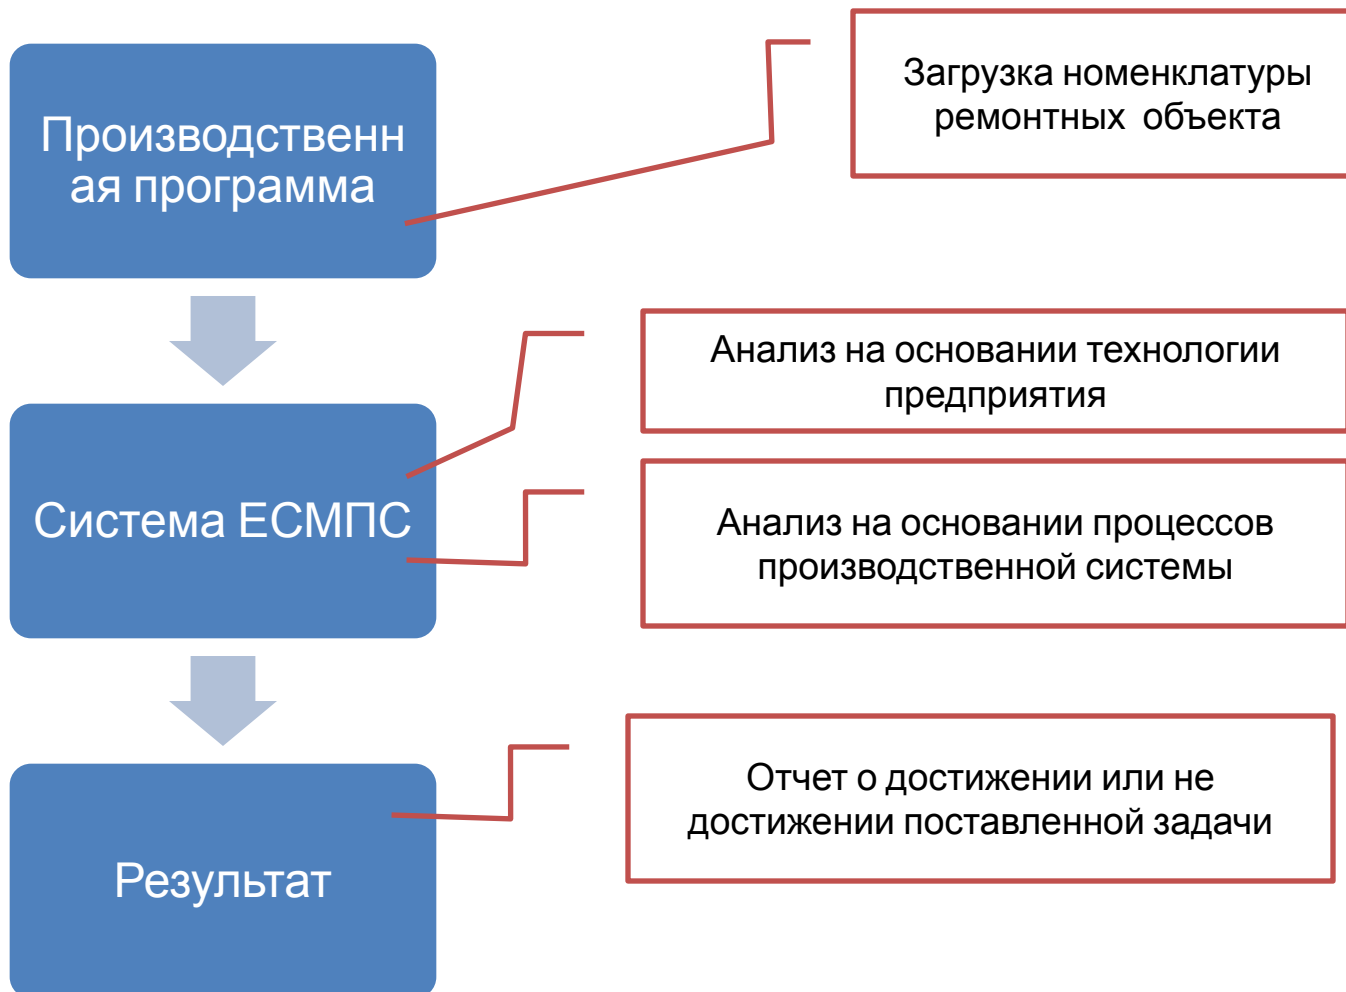 Производственн
ая программа
Загрузка номенклатуры
ремонтных объекта
Анализ на основании технологии
предприятия
Система ЕСМПС
Анализ на основании процессов
производственной системы
Результат
Отчет о достижении или не
достижении поставленной задачи